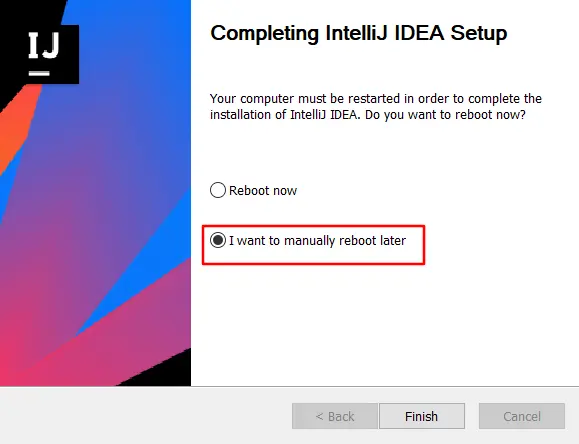 IJ
Completing IntelliJ IDEA Setup
Your computer must be restarted in order to complete the
installation of IntelliJ IDEA. Do you want to reboot now?
Reboot now
I want to manually reboot later
< Back
Finish
Cancel